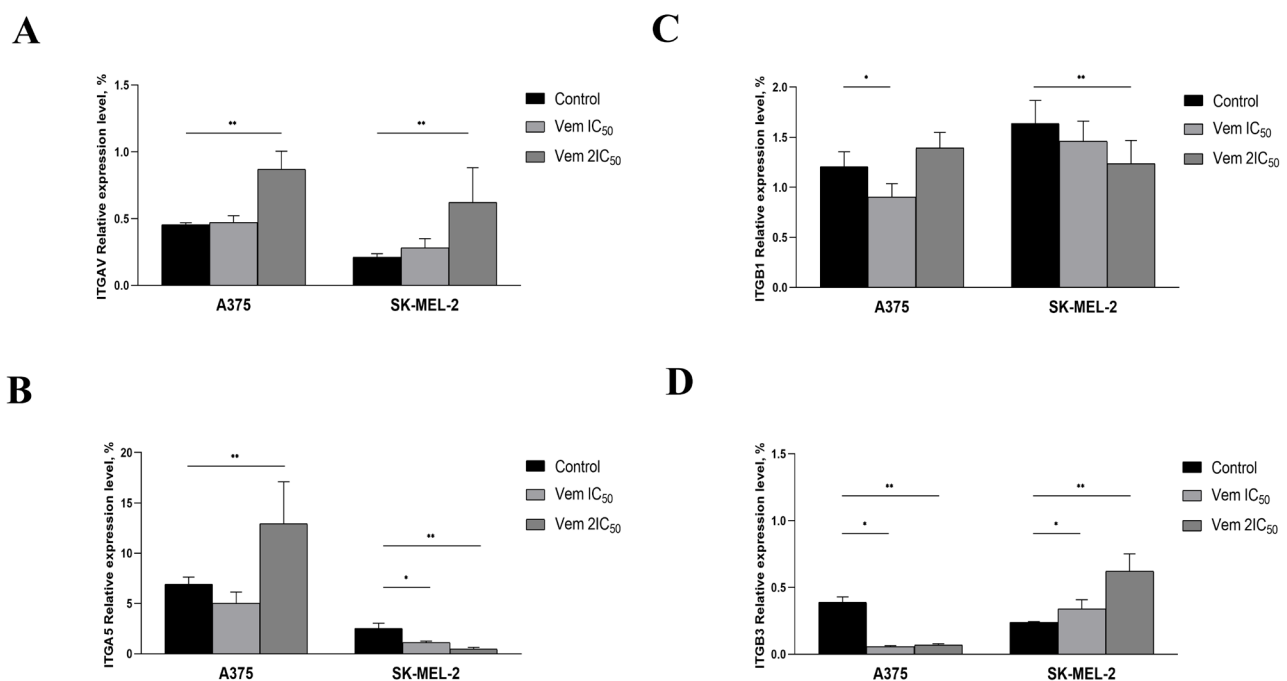 A
ITGAV Relative expression level, %
1.5
1.0
0.5
0.0
** **
A375 SK-MEL-2
Control
Vem IC50
Vem 2IC50
C
ITGB1 Relative expression level, %
2.0
1.5
1.0
0.5
0.0
* **
A375 SK-MEL-2
Control
Vem IC50
Vem 2IC50
B
ITGA5 Relative expression level, %
20
15
10
5
0
**
**
*
A375 SK-MEL-2
Control
Vem IC50
Vem 2IC50
D
ITGB3 Relative expression level, %
1.5
1.0
0.5
0.0
** **
* *
A375 SK-MEL-2
Control
Vem IC50
Vem 2IC50